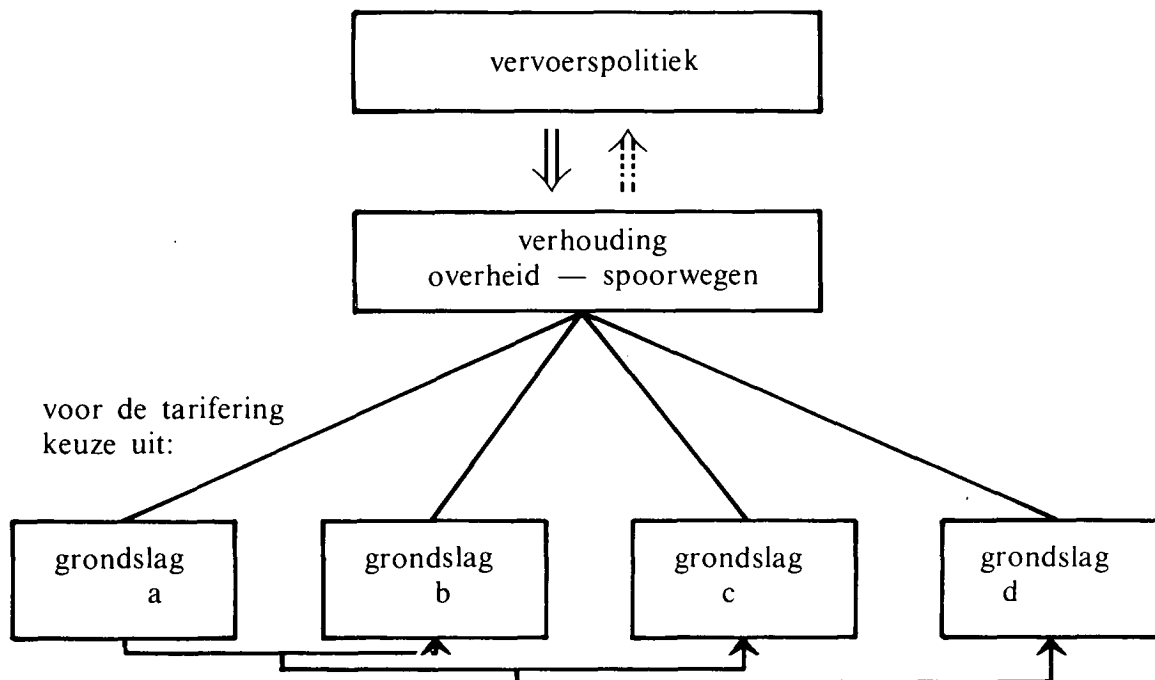 vervoerspolitiek
verhouding
overheid — spoorwegen
voor de tarifering
keuze uit:
grondslag
a
grondslag
b
grondslag
c
grondslag
d